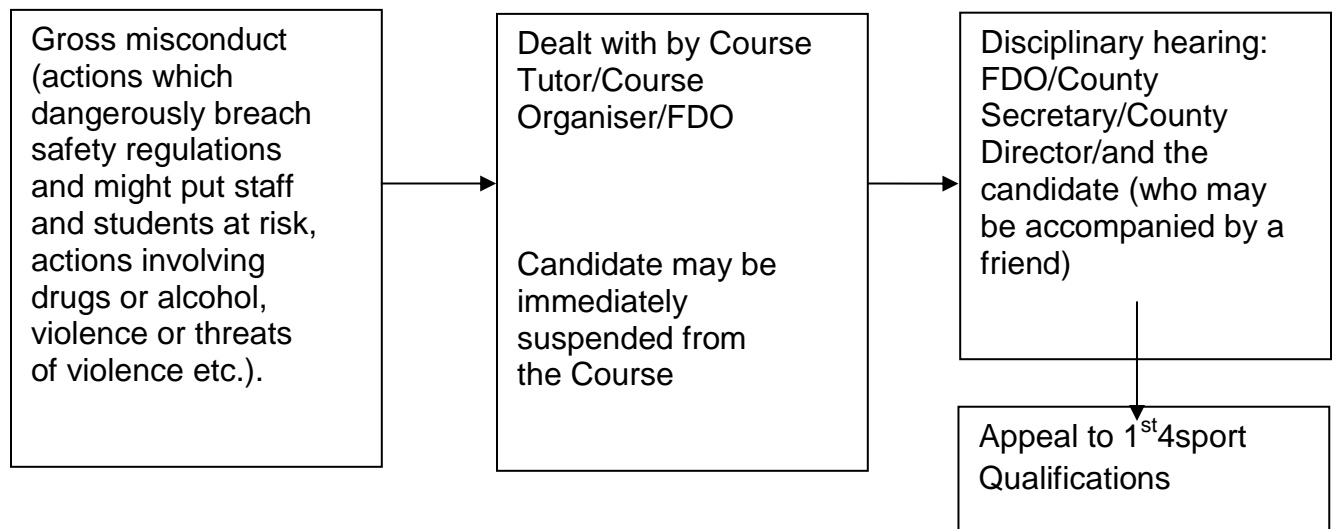 Gross misconduct
(actions which
dangerously breach
safety regulations
and might put staff
and students at risk,
actions involving
drugs or alcohol,
violence or threats
of violence etc.).
Dealt with by Course
Tutor/Course
Organiser/FDO
Candidate may be
immediately
suspended from
the Course
Disciplinary hearing:
FDO/County
Secretary/County
Director/and the
candidate (who may
be accompanied by a
friend)
Appeal to 1st4sport
Qualifications